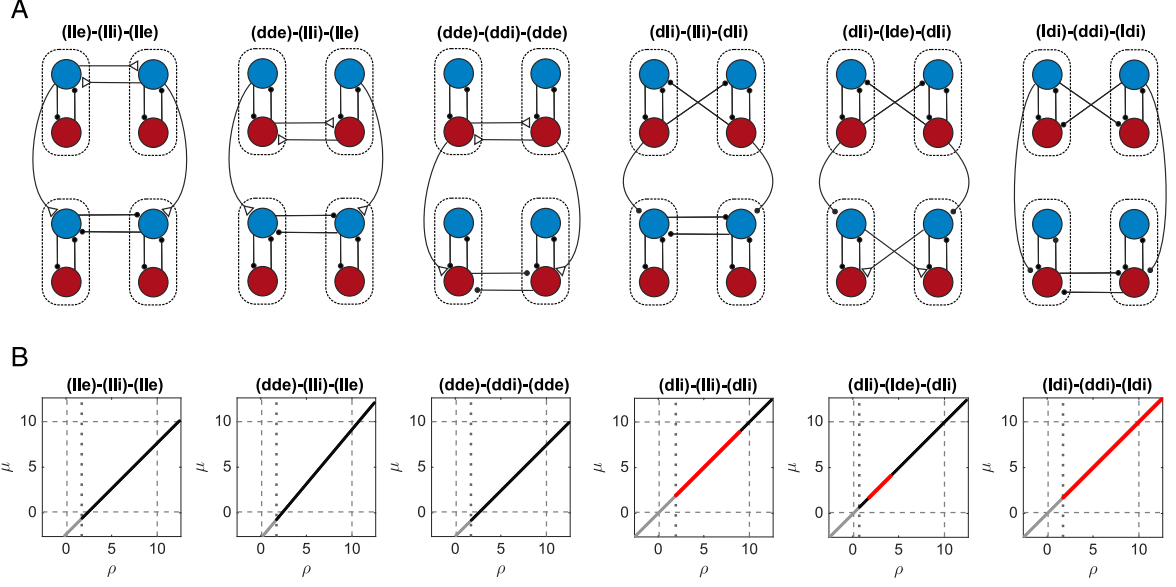 A
(lle)-(lli)-(lle) (dde)-(lli)-(lle) (dde)-(ddi)-(dde) (dli)-(lli)-(dli) (dli)-(lde)-(dli) (ldi)-(ddi)-(ldi)
B
(lle)-(lli)-(lle) (dde)-(lli)-(lle) (dde)-(ddi)-(dde) (dli)-(lli)-(dli) (dli)-(lde)-(dli) (ldi)-(ddi)-(ldi)
10 10 10 10 10 10
μ 5 μ 5 μ 5 μ 5 μ 5 μ 5
0 0 0 0 0 0
0 5 10 0 5 10 0 5 10 0 5 10 0 5 10 0 5 10
ρ ρ ρ ρ ρ ρ